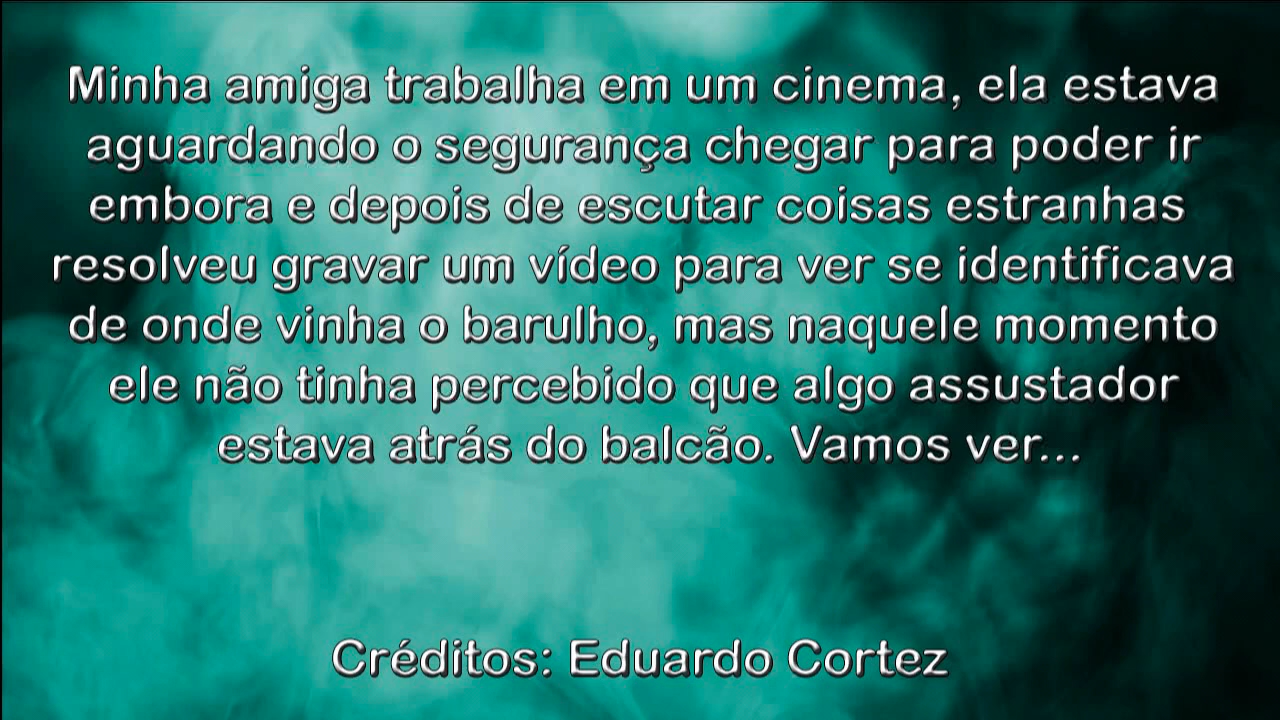 Minha amiga trabalha em um cinema, ela estava
aguardando o segurança chegar para poder ir
embora e depois de escutar coisas estranhas
resolveu gravar um vídeo para ver se identificava
de onde vinha o barulho, mas naquele momento
ele não tinha percebido que algo assustador
estava atrás do balcão. Vamos ver...
Créditos: Eduardo Cortez